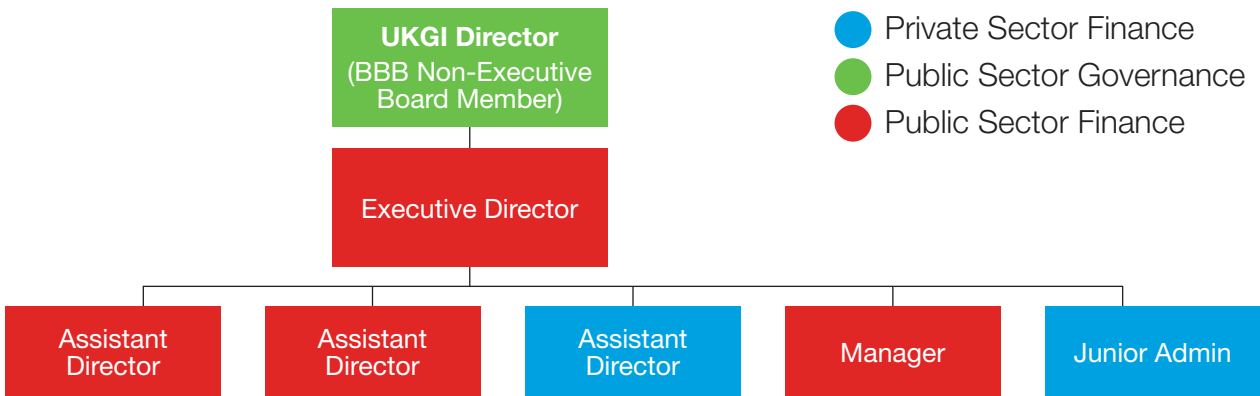 UKGI Director
(BBB Non-Executive
Board Member)
Private Sector Finance
Public Sector Governance
Public Sector Finance
Executive Director
Assistant
Director
Assistant
Director
Assistant
Director
Manager
Junior Admin